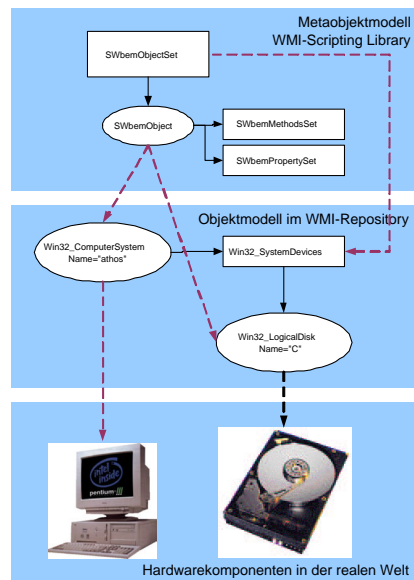 Metaobjektmodell
WMI-Scripting Library
SWbemObjectSet
SWbemObject
SWbemMethodsSet
SWbemPropertySet
Objektmodell im WMI-Repository
Win32_ComputerSystem
Name="athos"
Win32_SystemDevices
Win32_LogicalDisk
Name="C"
intel
inside
pentium III
Hardwarekomponenten in der realen Welt